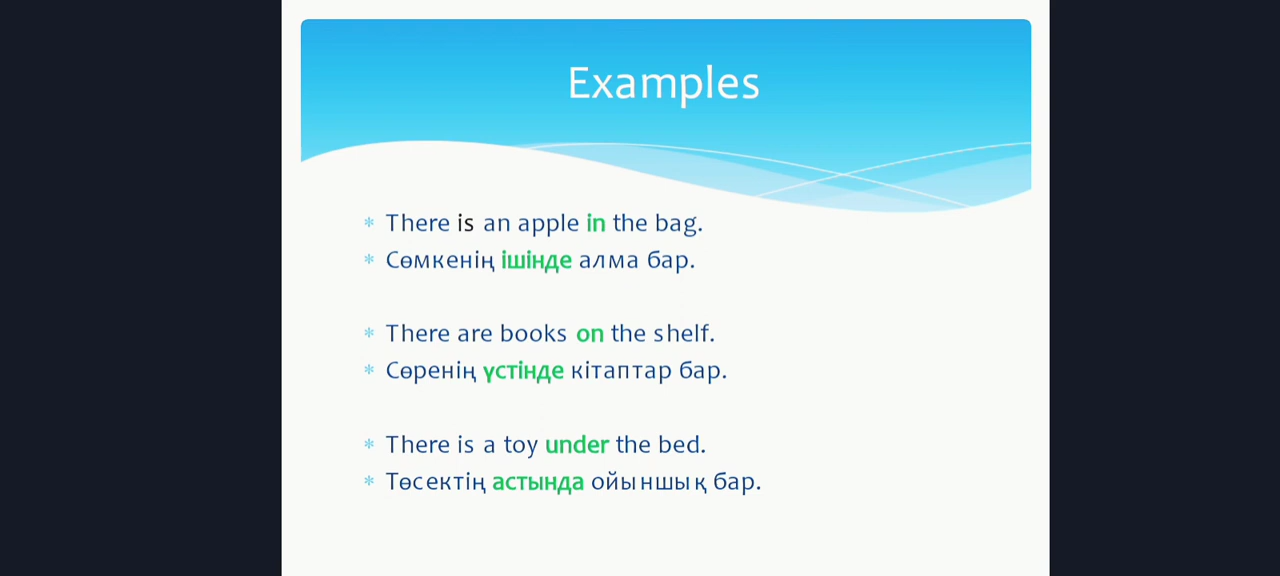 Examples
* There is an apple in the bag.
* Сөмкенің ішінде алма бар.
* There are books on the shelf.
* Сөренің үстінде кітаптар бар.
* There is a toy under the bed.
* Төсектің астында ойыншық бар.